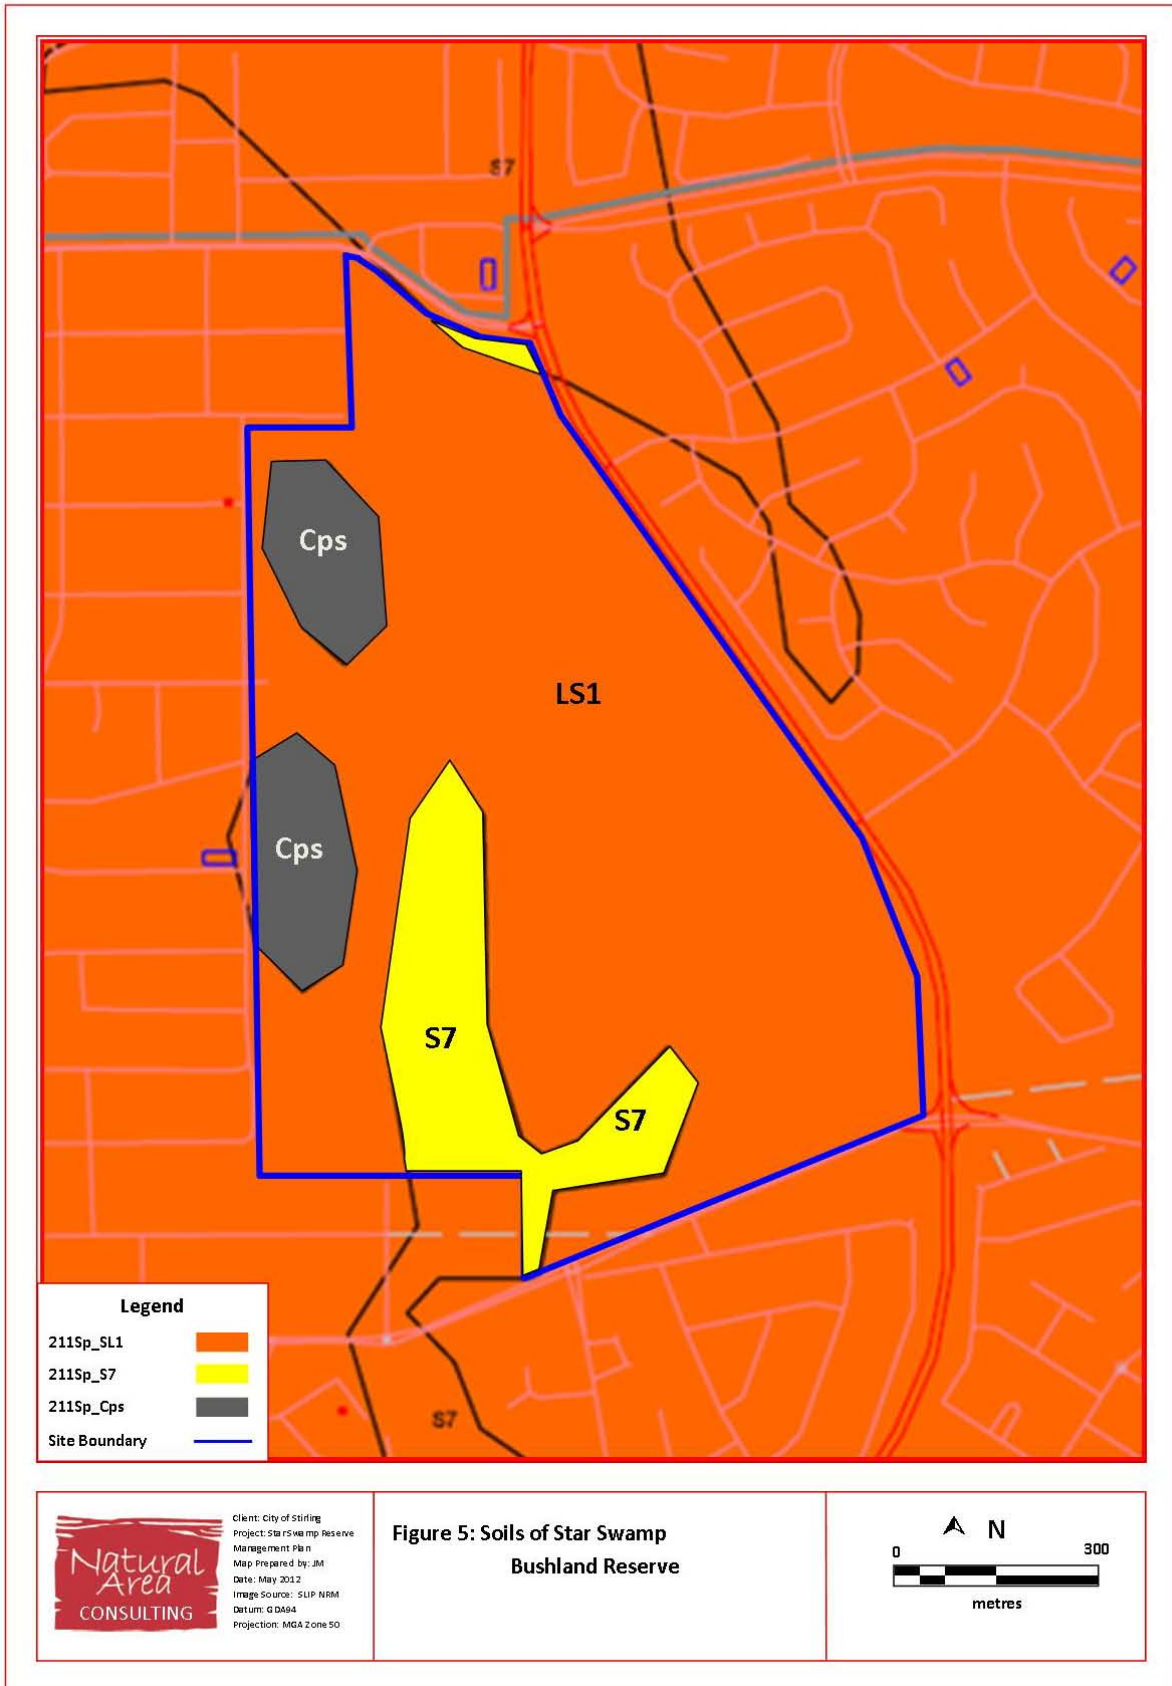 S7
Cps
LS1
Cps
S7
S7
S7
Legend
211Sp_SL1
211Sp_S7
211Sp_Cps
Site Boundary
Natural
Area
CONSULTING
Client: City of Stirling
Project: Star Swamp Reserve
Management Plan
Map Prepared by: JM
Date: May 2012
Image Source: SLIP NRM
Datum: GDA94
Projection: MGA Zone 50
Figure 5: Soils of Star Swamp
Bushland Reserve
N
0 300
metres